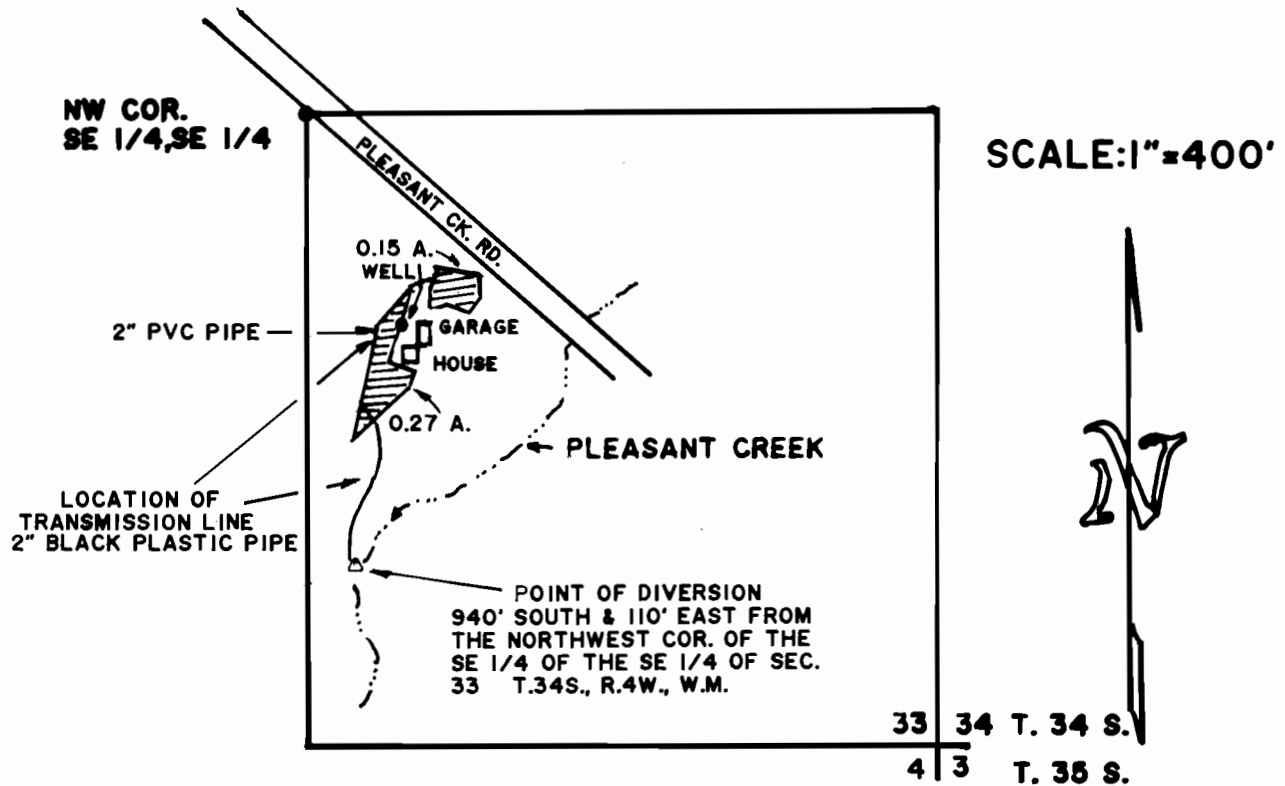 NW COR.
SE 1/4, SE 1/4
SCALE: 1"=400'
PLEASANT CK. RD.
0.15 A.
WELL
2" PVC PIPE
GARAGE
HOUSE
0.27 A.
PLEASANT CREEK
LOCATION OF
TRANSMISSION LINE
2" BLACK PLASTIC PIPE
POINT OF DIVERSION
940' SOUTH & 110' EAST FROM
THE NORTHWEST COR. OF THE
SE 1/4 OF THE SE 1/4 OF SEC.
33 T.34S., R.4W., W.M.
N
33 34 T. 34 S.
4 3 T. 35 S.